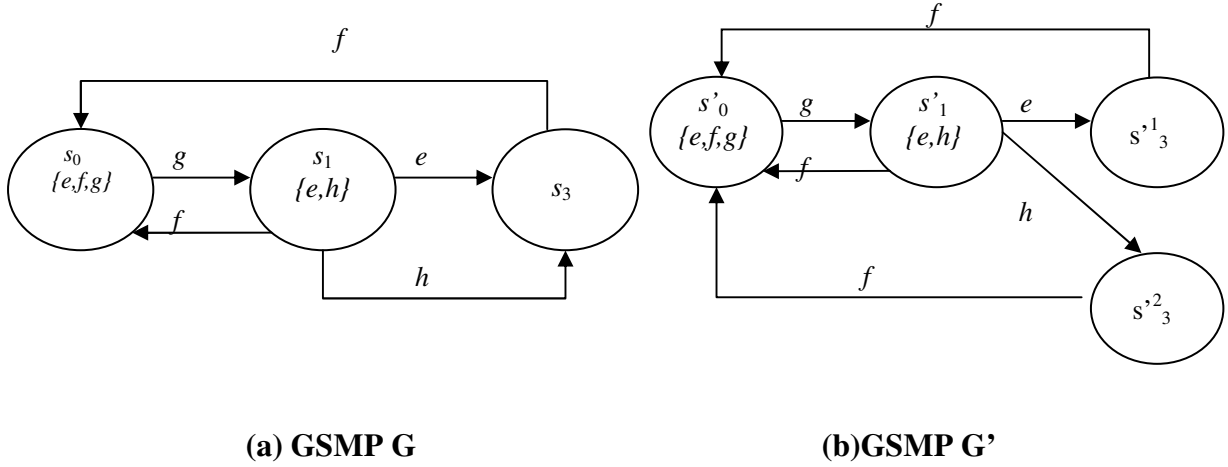 f
s0
{e,f,g}
g
s1
{e,h}
e
s3
f
h
(a) GSMP G
f
s'0
{e,f,g}
g
s'1
{e,h}
e
s'13
f
h
f
s'23
(b)GSMP G'